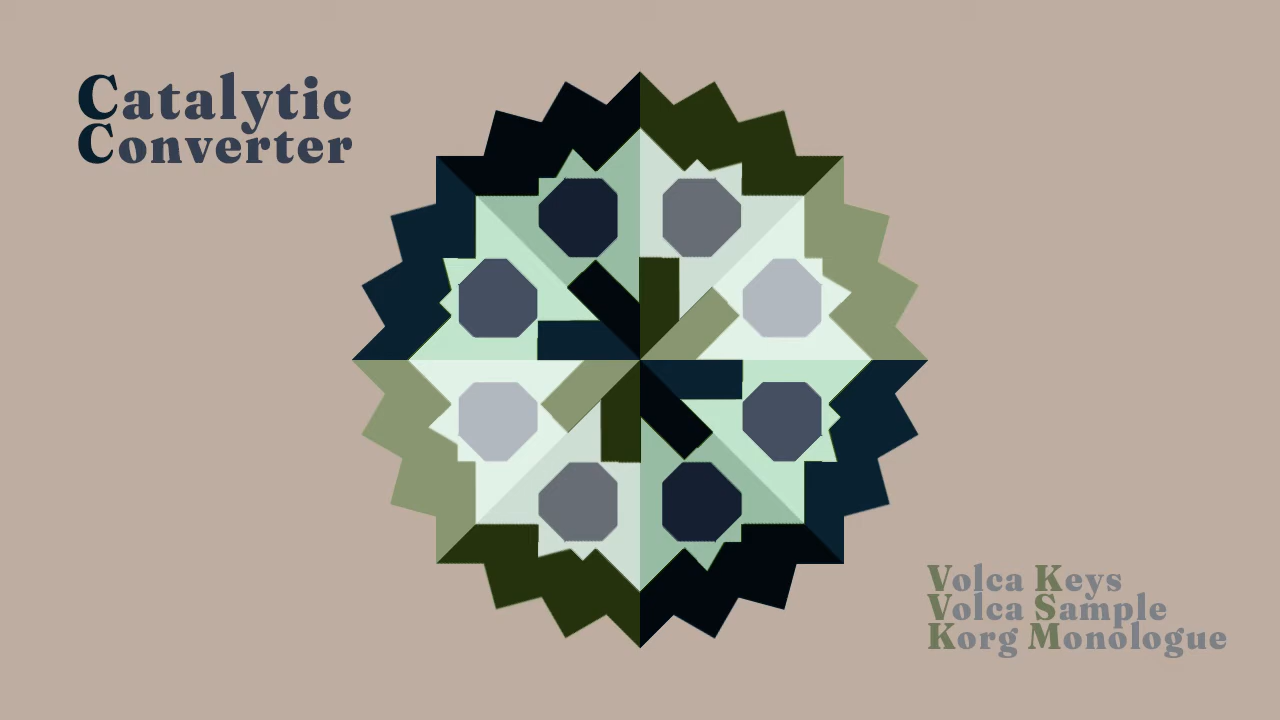 Catalytic
Converter
Volca Keys
Volca Sample
Korg Monologue